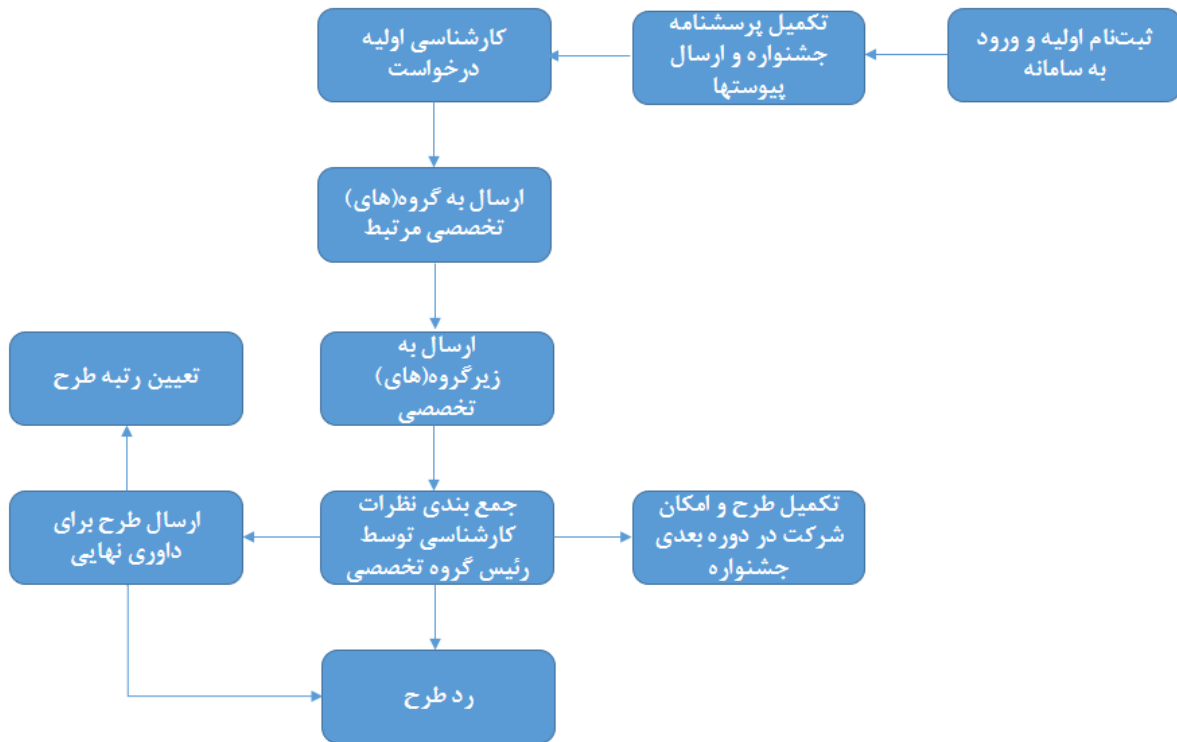 ثبت‌نام اولیه و ورود
به سامانه
تکمیل پرسشنامه
جشنواره و ارسال
پیوستها
کارشناسی اولیه
درخواست
ارسال به گروه(های)
تخصصی مرتبط
ارسال به
زیرگروه(های)
تخصصی
تعیین رتبه طرح
تکمیل طرح و امکان
شرکت در دوره بعدی
جشنواره
جمع بندی نظرات
کارشناسی توسط
رئیس گروه تخصصی
ارسال طرح برای
داوری نهایی
رد طرح